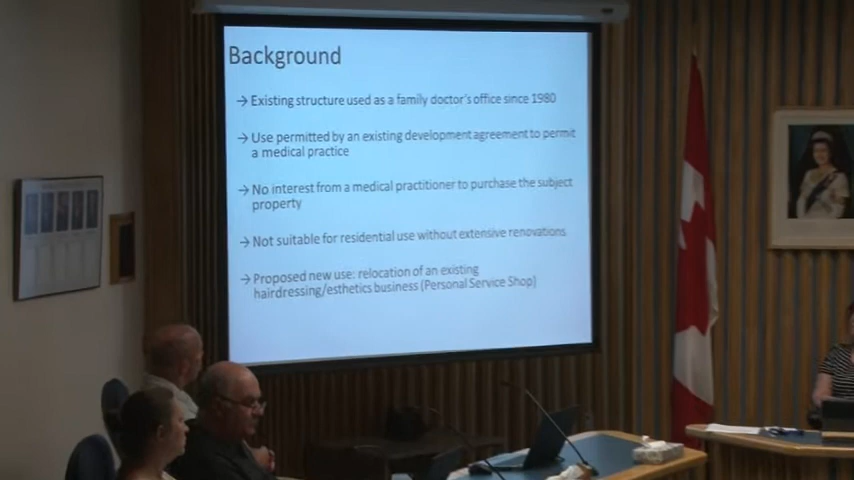 Background
→ Existing structure used as a family doctor's office since 1980
→ Use permitted by an existing development agreement to permit
a medical practice
→ No interest from a medical practitioner to purchase the subject
property
→ Not suitable for residential use without extensive renovations
→ Proposed new use: relocation of an existing
hairdressing/esthetics business (Personal Service Shop)